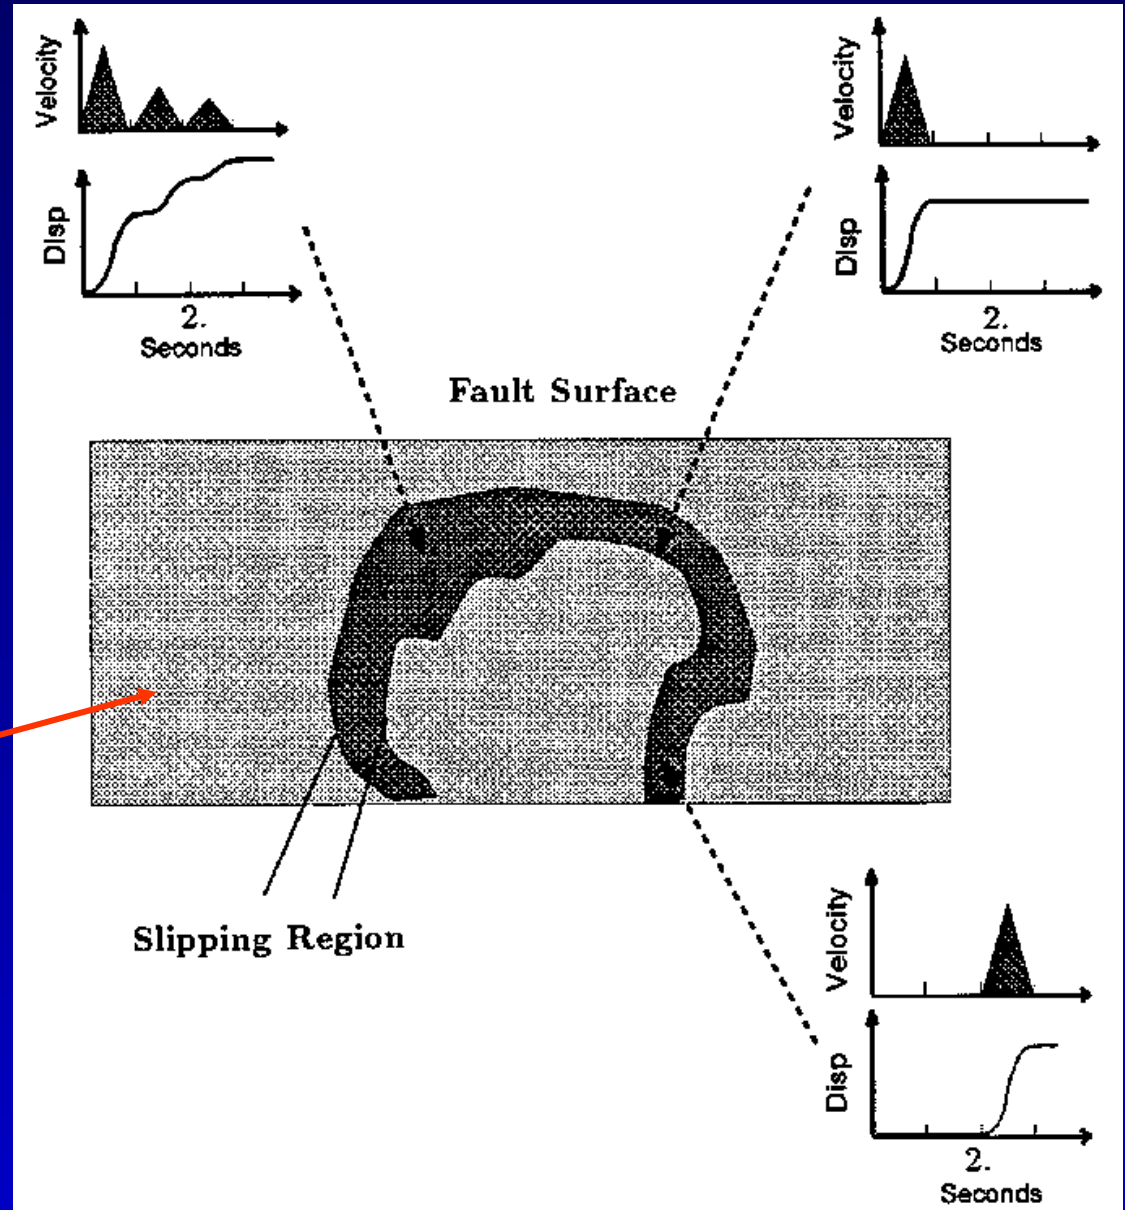 Velocity
Disp
2.
Seconds
Velocity
Disp
2.
Seconds
Fault Surface
Slipping Region
Velocity
Disp
2.
Seconds